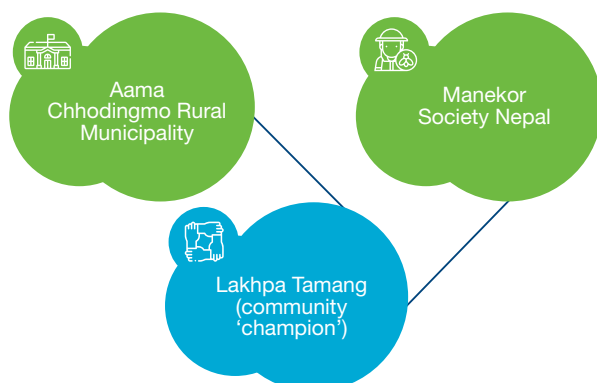 Aama
Chhodingmo Rural
Municipality
Manekor
Society Nepal
Lakhpa Tamang
(community
‘champion’)